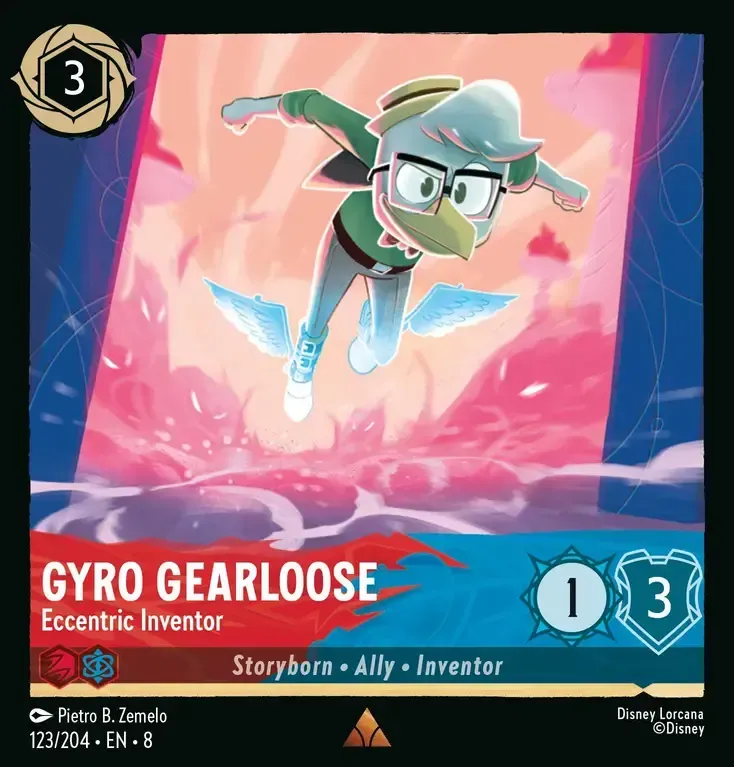 3
GYRO GEARLOOSE
Eccentric Inventor
1 3
Storyborn • Ally • Inventor
Pietro B. Zemelo
Disney Lorcana
123/204 • EN • 8
©Disney